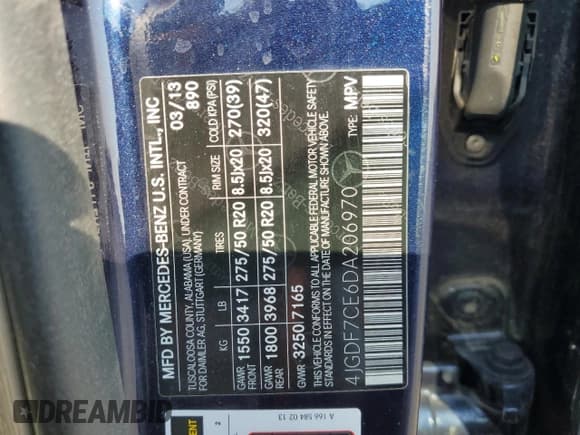 MFD BY MERCEDES-BENZ U.S. INTL., INC
TUSCALOOSA COUNTY, ALABAMA (USA), UNDER CONTRACT
FOR DAIMLER AG, STUTTGART (GERMANY)
03/13
890
KG LB TIRES RIM SIZE COLD KPA (PSI)
GAWR FRONT 1550 3417 275/50 R20 8.5Jx20 270(39)
GAWR REAR 1800 3968 275/50 R20 8.5Jx20 320(47)
GVWR 3250 7165
THIS VEHICLE CONFORMS TO ALL APPLICABLE FEDERAL MOTOR VEHICLE SAFETY
AND THEFT PREVENTION STANDARDS IN EFFECT ON THE DATE OF MANUFACTURE SHOWN ABOVE.
4JGDF7CE6DA206970 TYPE: MPV
A 166 584 02 13
DREAMBID